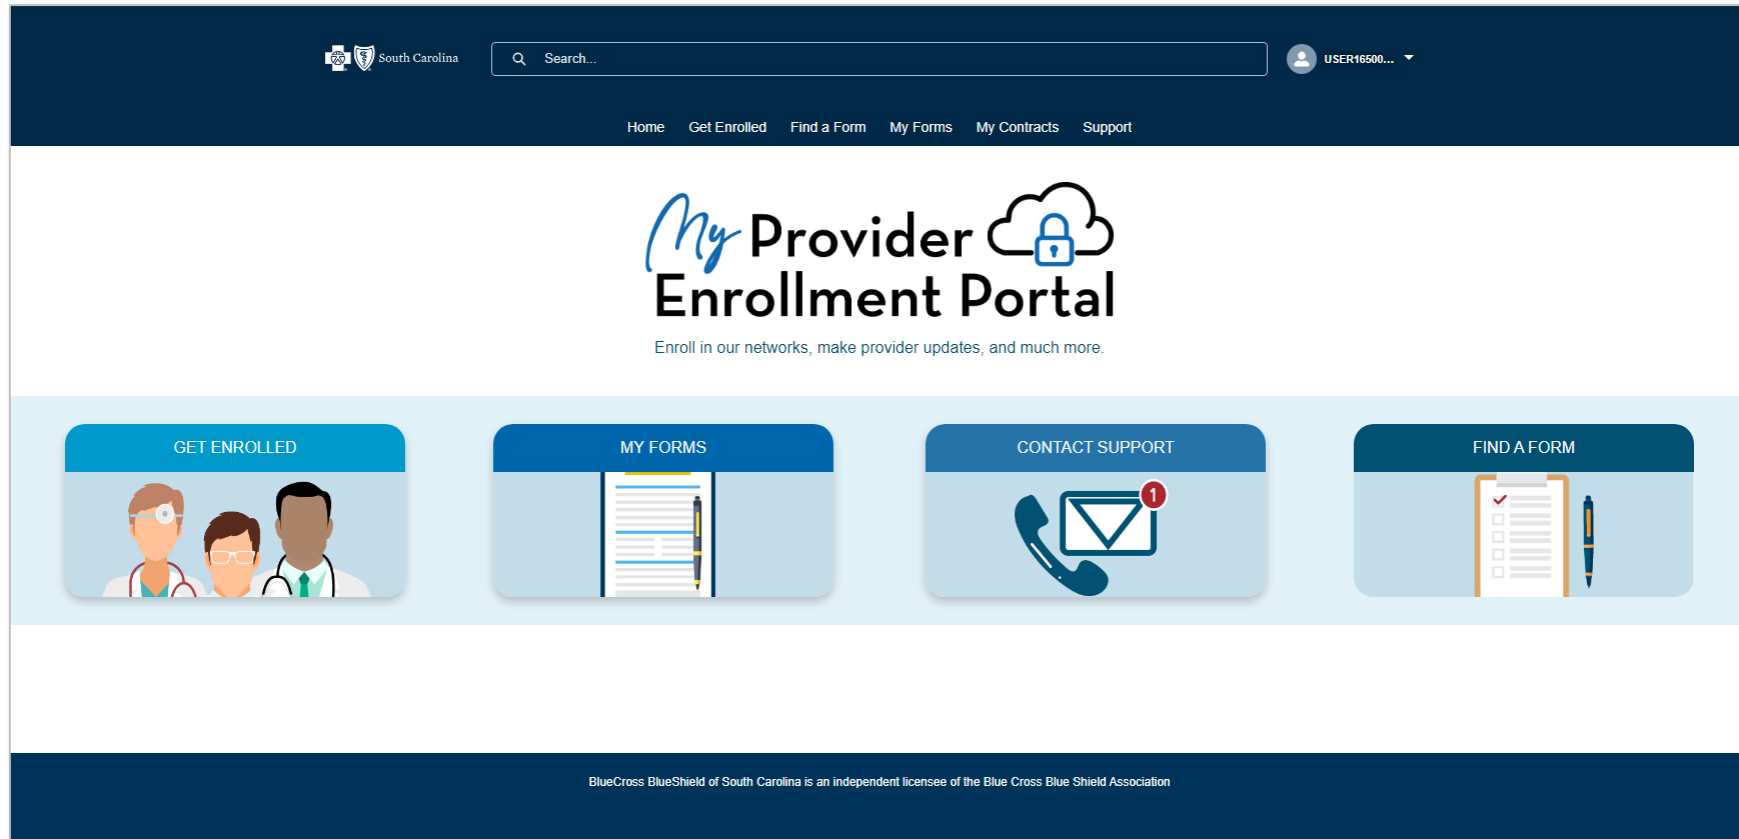 South Carolina
Search...
USER16500...
Home Get Enrolled Find a Form My Forms My Contracts Support
My Provider
Enrollment Portal
Enroll in our networks, make provider updates, and much more.
GET ENROLLED
MY FORMS
CONTACT SUPPORT
1
FIND A FORM
BlueCross BlueShield of South Carolina is an independent licensee of the Blue Cross Blue Shield Association